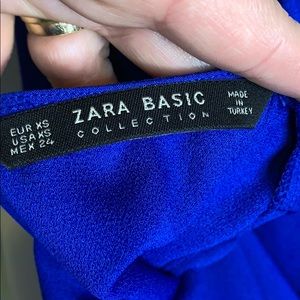 EUR XS
USA XS
MEX 24
ZARA BASIC
COLLECTION
MADE
IN
TURKEY